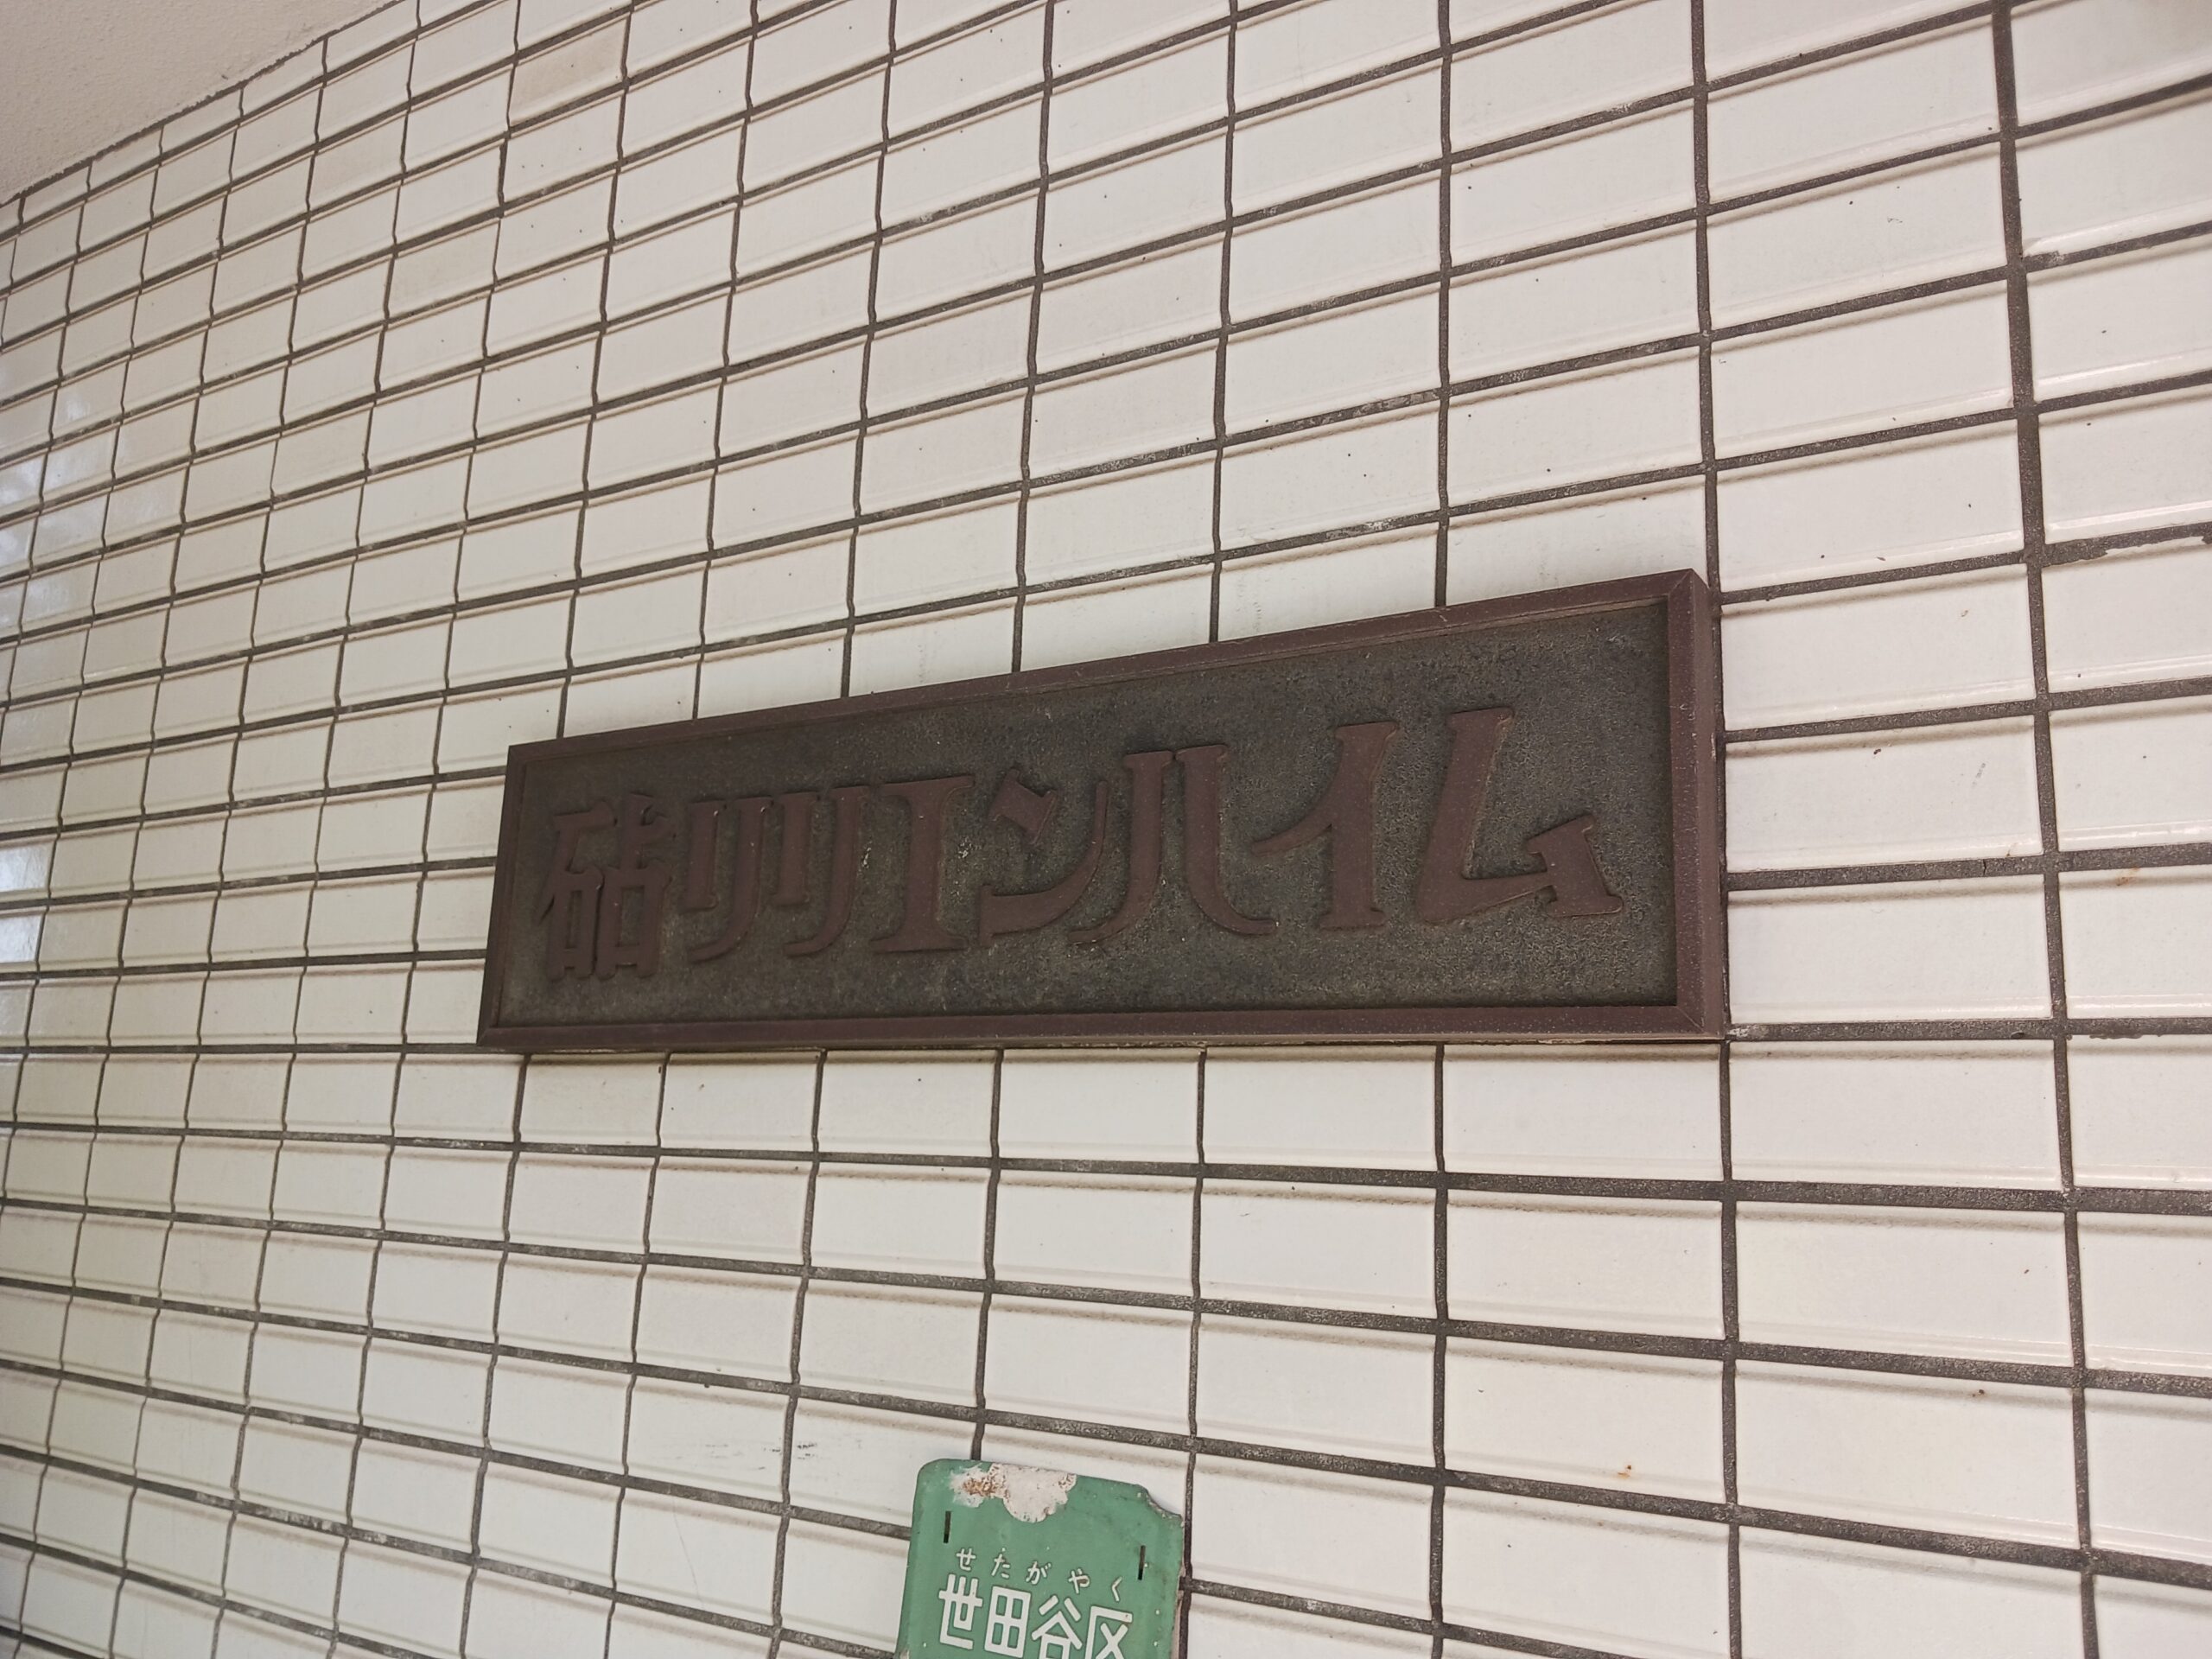 砧リリエンハイム
せたがやく
世田谷区